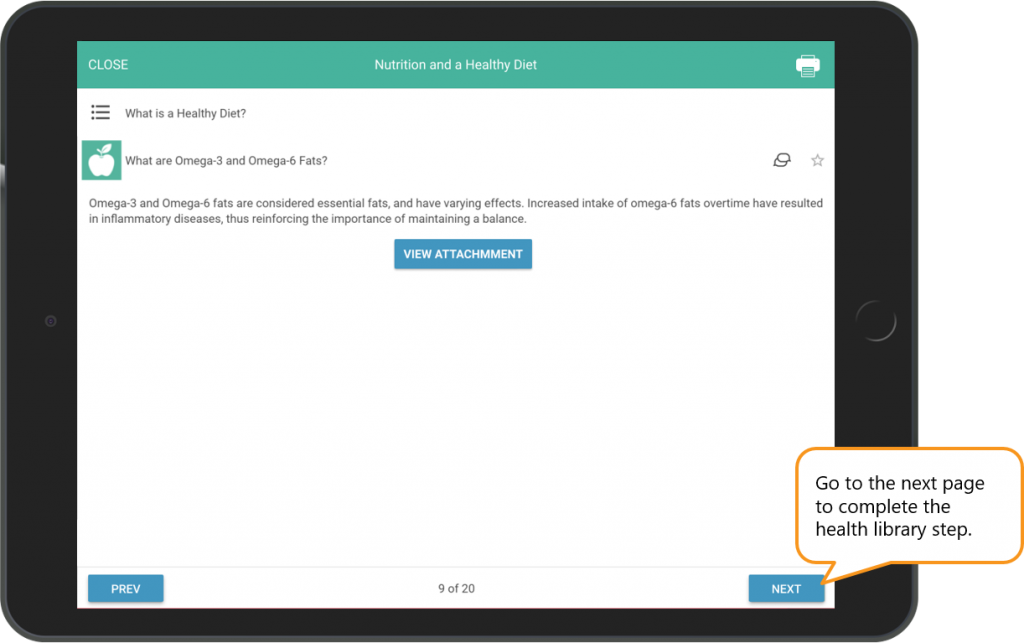 CLOSE
Nutrition and a Healthy Diet
What is a Healthy Diet?
What are Omega-3 and Omega-6 Fats?
Omega-3 and Omega-6 fats are considered essential fats, and have varying effects. Increased intake of omega-6 fats overtime have resulted
in inflammatory diseases, thus reinforcing the importance of maintaining a balance.
VIEW ATTACHMMENT
Go to the next page
to complete the
health library step.
PREV
9 of 20
NEXT